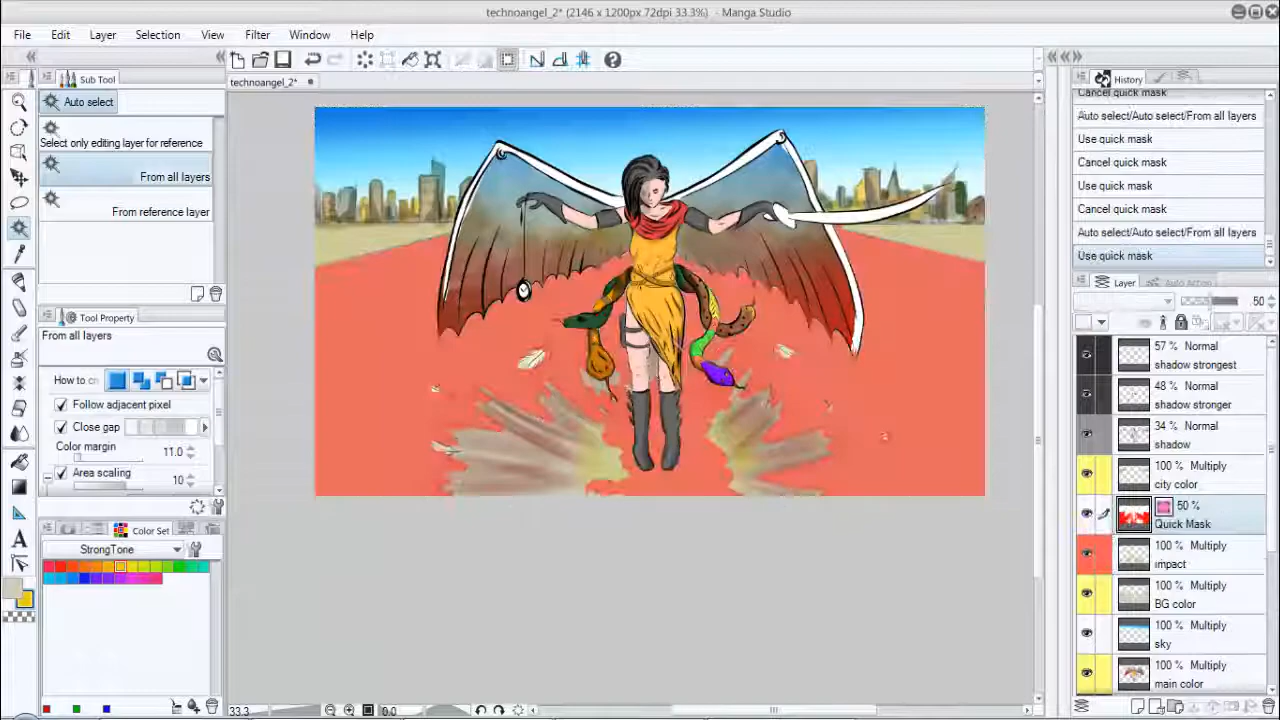 technoangel_2* (2146 x 1200px 72dpi 33.3%) - Manga Studio
File Edit Layer Selection View Filter Window Help
Sub Tool
Auto select
Select only editing layer for reference
From all layers
From reference layer
Tool Property
From all layers
How to cr
Follow adjacent pixel
Close gap
Color margin 11.0
Area scaling 10
Color Set
StrongTone
technoangel_2*
33.3
0.0
History
Cancel quick mask
Auto select/Auto select/From all layers
Use quick mask
Cancel quick mask
Use quick mask
Cancel quick mask
Auto select/Auto select/From all layers
Use quick mask
Layer Auto Action
50
57 % Normal
shadow strongest
48 % Normal
shadow stronger
34 % Normal
shadow
100 % Multiply
city color
50 %
Quick Mask
100 % Multiply
impact
100 % Multiply
BG color
100 % Multiply
sky
100 % Multiply
main color